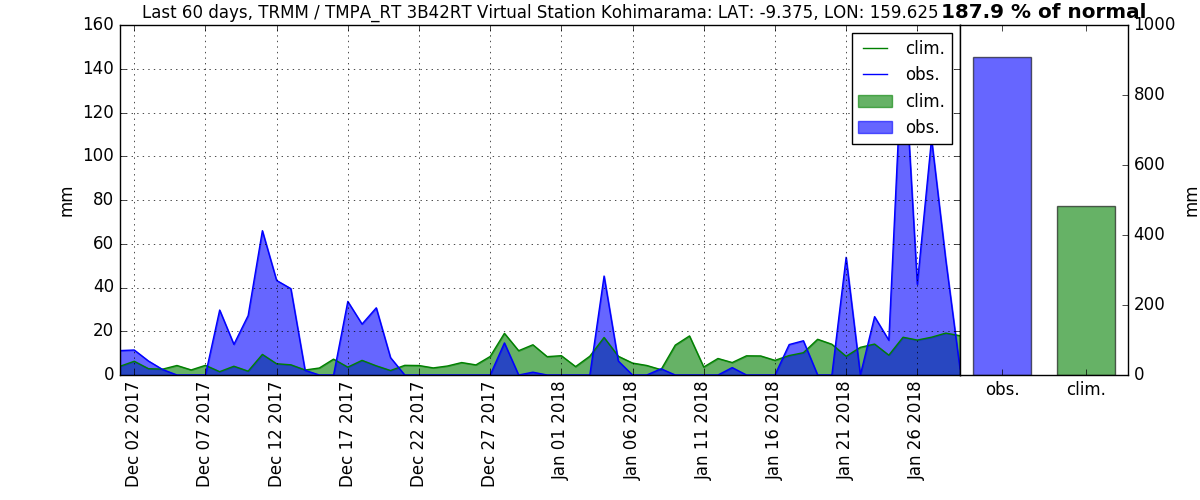 Last 60 days, TRMM / TMPA_RT 3B42RT Virtual Station Kohimarama: LAT: -9.375, LON: 159.625
187.9 % of normal
160
140
120
100
80
60
40
20
0
mm
clim.
obs.
clim.
obs.
1000
800
600
400
200
0
mm
Dec 02 2017
Dec 07 2017
Dec 12 2017
Dec 17 2017
Dec 22 2017
Dec 27 2017
Jan 01 2018
Jan 06 2018
Jan 11 2018
Jan 16 2018
Jan 21 2018
Jan 26 2018
obs.
clim.